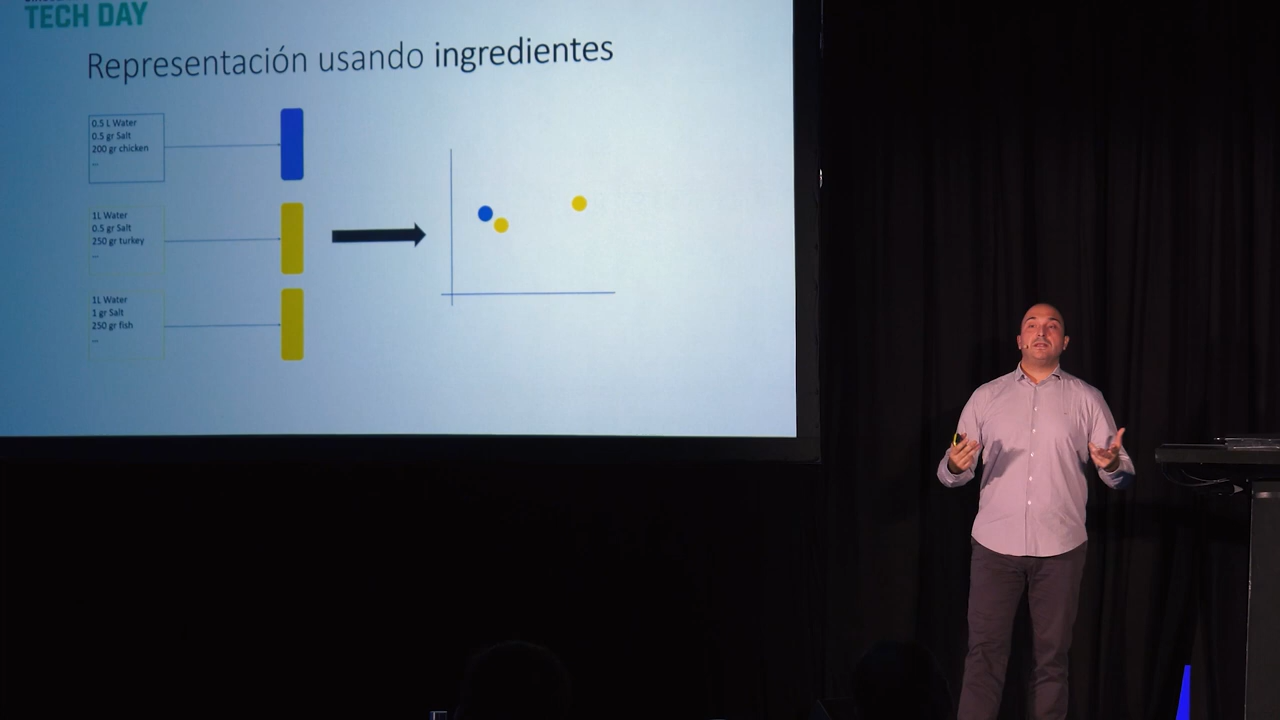 TECH DAY
Representación usando ingredientes
0.5 L Water
0.5 gr Salt
200 gr chicken
...
1L Water
0.5 gr Salt
250 gr turkey
...
1L Water
1 gr Salt
250 gr fish
...